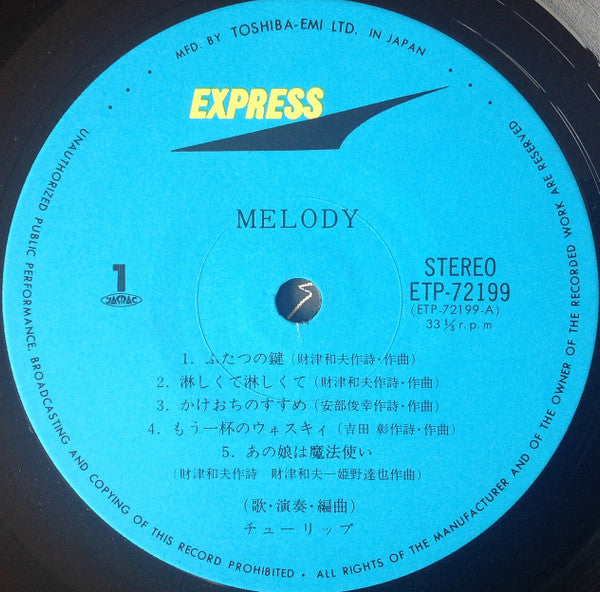 MFD. BY TOSHIBA-EMI LTD. IN JAPAN
EXPRESS
MELODY
1
JASRAC
STEREO
ETP-72199
(ETP-72199-A)
33 1/3 r.p.m
1. ふたつの鍵(財津和夫作詩・作曲)
2. 淋しくて淋しくて(財津和夫作詩・作曲)
3. かけおちのすすめ(安部俊幸作詩・作曲)
4. もう一杯のウィスキィ(吉田 彰作詩・作曲)
5. あの娘は魔法使い
(財津和夫作詩 財津和夫―姫野達也作曲)
(歌・演奏・編曲)
チューリップ
UNAUTHORIZED PUBLIC PERFORMANCE, BROADCASTING AND COPYING OF THIS RECORD PROHIBITED • ALL RIGHTS OF THE MANUFACTURER AND OF THE OWNER OF THE RECORDED WORK ARE RESERVED